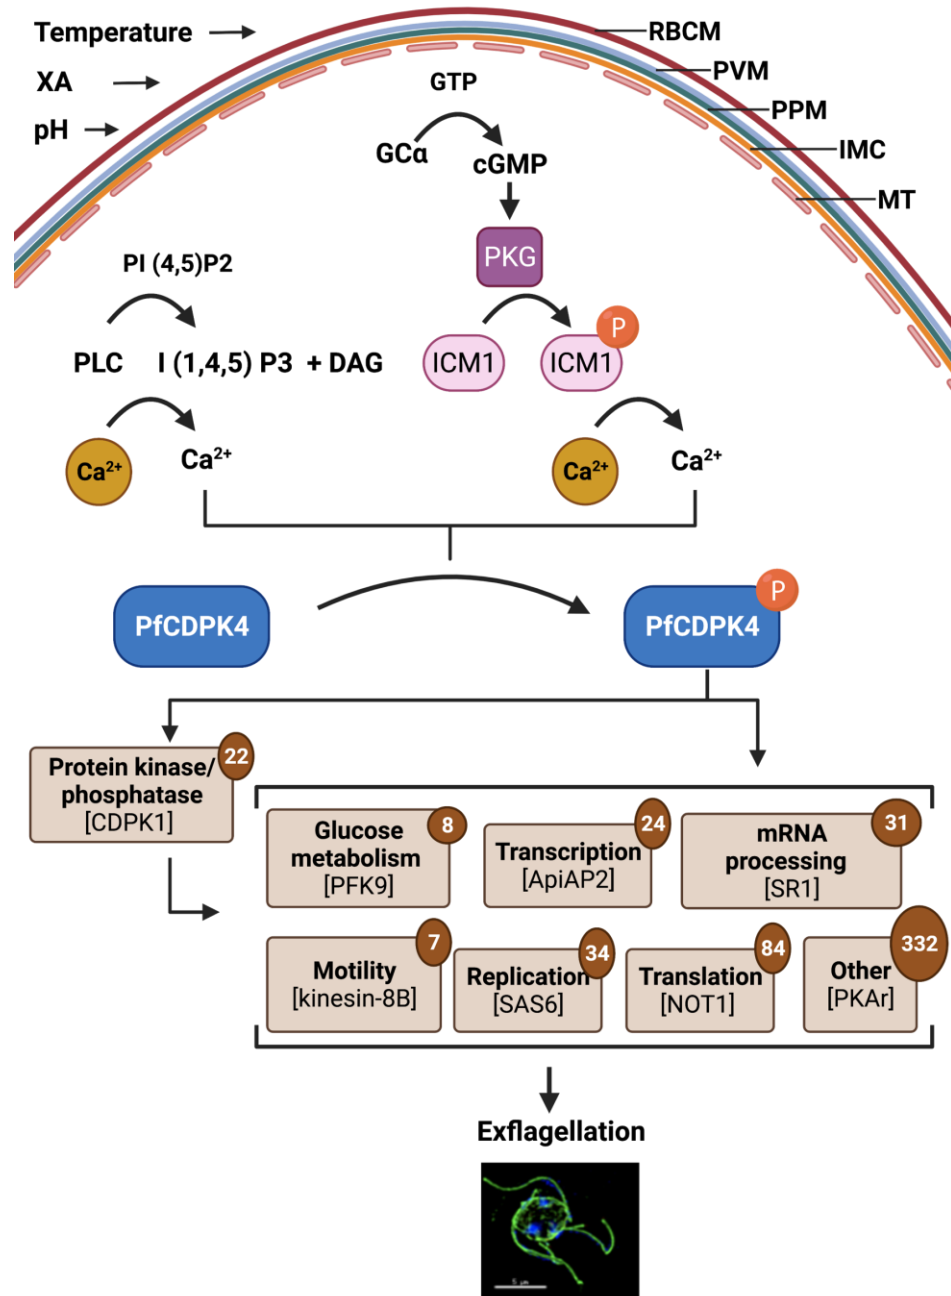 Temperature
XA
pH
RBCM
PVM
PPM
IMC
MT
GTP
GCα
cGMP
PKG
PI (4,5)P2
PLC I (1,4,5) P3 + DAG
ICM1
ICM1
P
Ca²⁺
Ca²⁺
Ca²⁺
Ca²⁺
PfCDPK4
PfCDPK4
P
Protein kinase/
phosphatase
[CDPK1]
22
Glucose
metabolism
[PFK9]
8
Transcription
[ApiAP2]
24
mRNA
processing
[SR1]
31
Motility
[kinesin-8B]
7
Replication
[SAS6]
34
Translation
[NOT1]
84
Other
[PKAr]
332
Exflagellation
5 μm